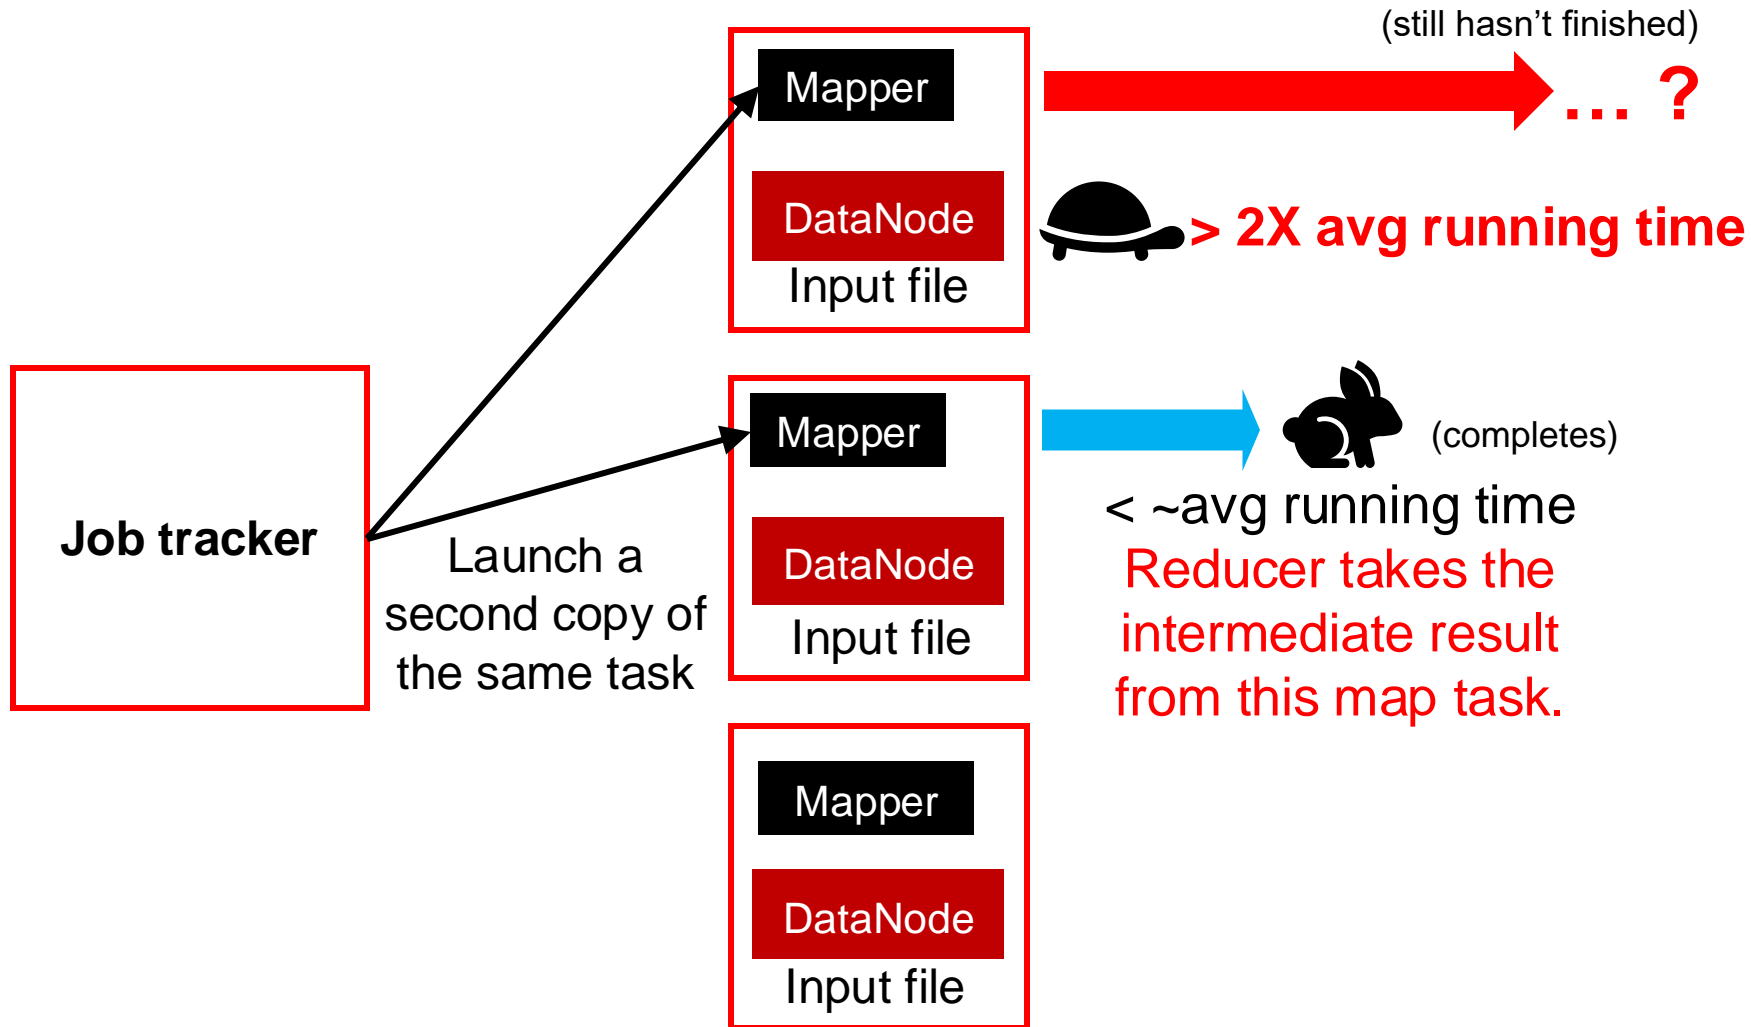 (still hasn’t finished)
Mapper
… ?
DataNode
> 2X avg running time
Input file
Job tracker
Launch a
second copy of
the same task
Mapper
(completes)
DataNode
Input file
< ~avg running time
Reducer takes the
intermediate result
from this map task.
Mapper
DataNode
Input file